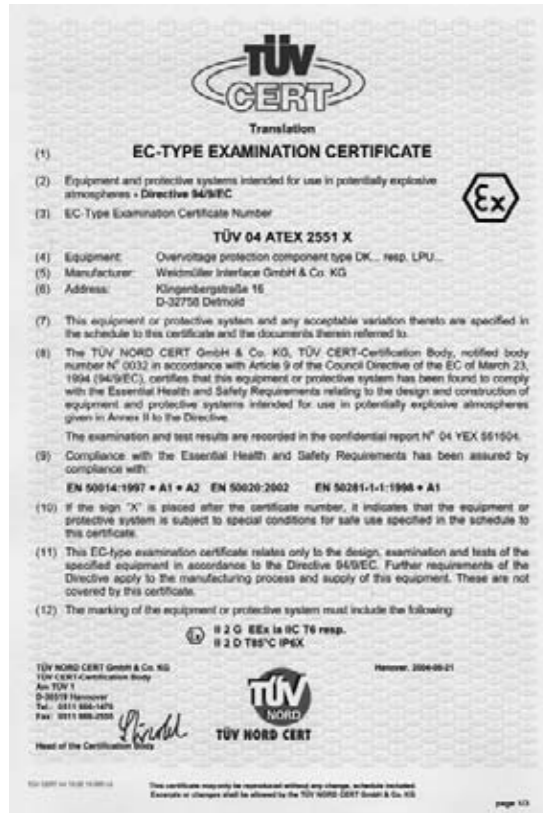 TÜV
CERT
Translation
(1) EC-TYPE EXAMINATION CERTIFICATE
(2) Equipment and protective systems intended for use in potentially explosive
atmospheres - Directive 94/9/EC
Ex
(3) EC-Type Examination Certificate Number
TÜV 04 ATEX 2551 X
(4) Equipment: Overvoltage protection component type DK... resp. LPU...
(5) Manufacturer: Weidmüller Interface GmbH & Co. KG
(6) Address: Klingenbergstraße 16
D-32758 Detmold
(7) This equipment or protective system and any acceptable variation thereto are specified in
the schedule to this certificate and the documents therein referred to.
(8) The TÜV NORD CERT GmbH & Co. KG, TÜV CERT-Certification Body, notified body
number N° 0032 in accordance with Article 9 of the Council Directive of the EC of March 23,
1994 (94/9/EC), certifies that this equipment or protective system has been found to comply
with the Essential Health and Safety Requirements relating to the design and construction of
equipment and protective systems intended for use in potentially explosive atmospheres
given in Annex II to the Directive.
The examination and test results are recorded in the confidential report N° 04 YEX 551504.
(9) Compliance with the Essential Health and Safety Requirements has been assured by
compliance with:
EN 50014:1997 + A1 + A2 EN 50020:2002 EN 50281-1-1:1998 + A1
(10) If the sign "X" is placed after the certificate number, it indicates that the equipment or
protective system is subject to special conditions for safe use specified in the schedule to
this certificate.
(11) This EC-type examination certificate relates only to the design, examination and tests of the
specified equipment in accordance to the Directive 94/9/EC. Further requirements of the
Directive apply to the manufacturing process and supply of this equipment. These are not
covered by this certificate.
(12) The marking of the equipment or protective system must include the following:
Ex II 2 G EEx ia IIC T6 resp.
II 2 D T85°C IP6X
TÜV NORD CERT GmbH & Co. KG
TÜV CERT-Certification Body
Am TÜV 1
D-30519 Hannover
Tel.: 0511 986-1470
Fax: 0511 986-2555
Hanover, 2004-06-21
TÜV
NORD
TÜV NORD CERT
Head of the Certification Body
This certificate may only be reproduced without any change, schedule included.
Excerpts or changes shall be allowed by the TÜV NORD CERT GmbH & Co. KG
page 1/3